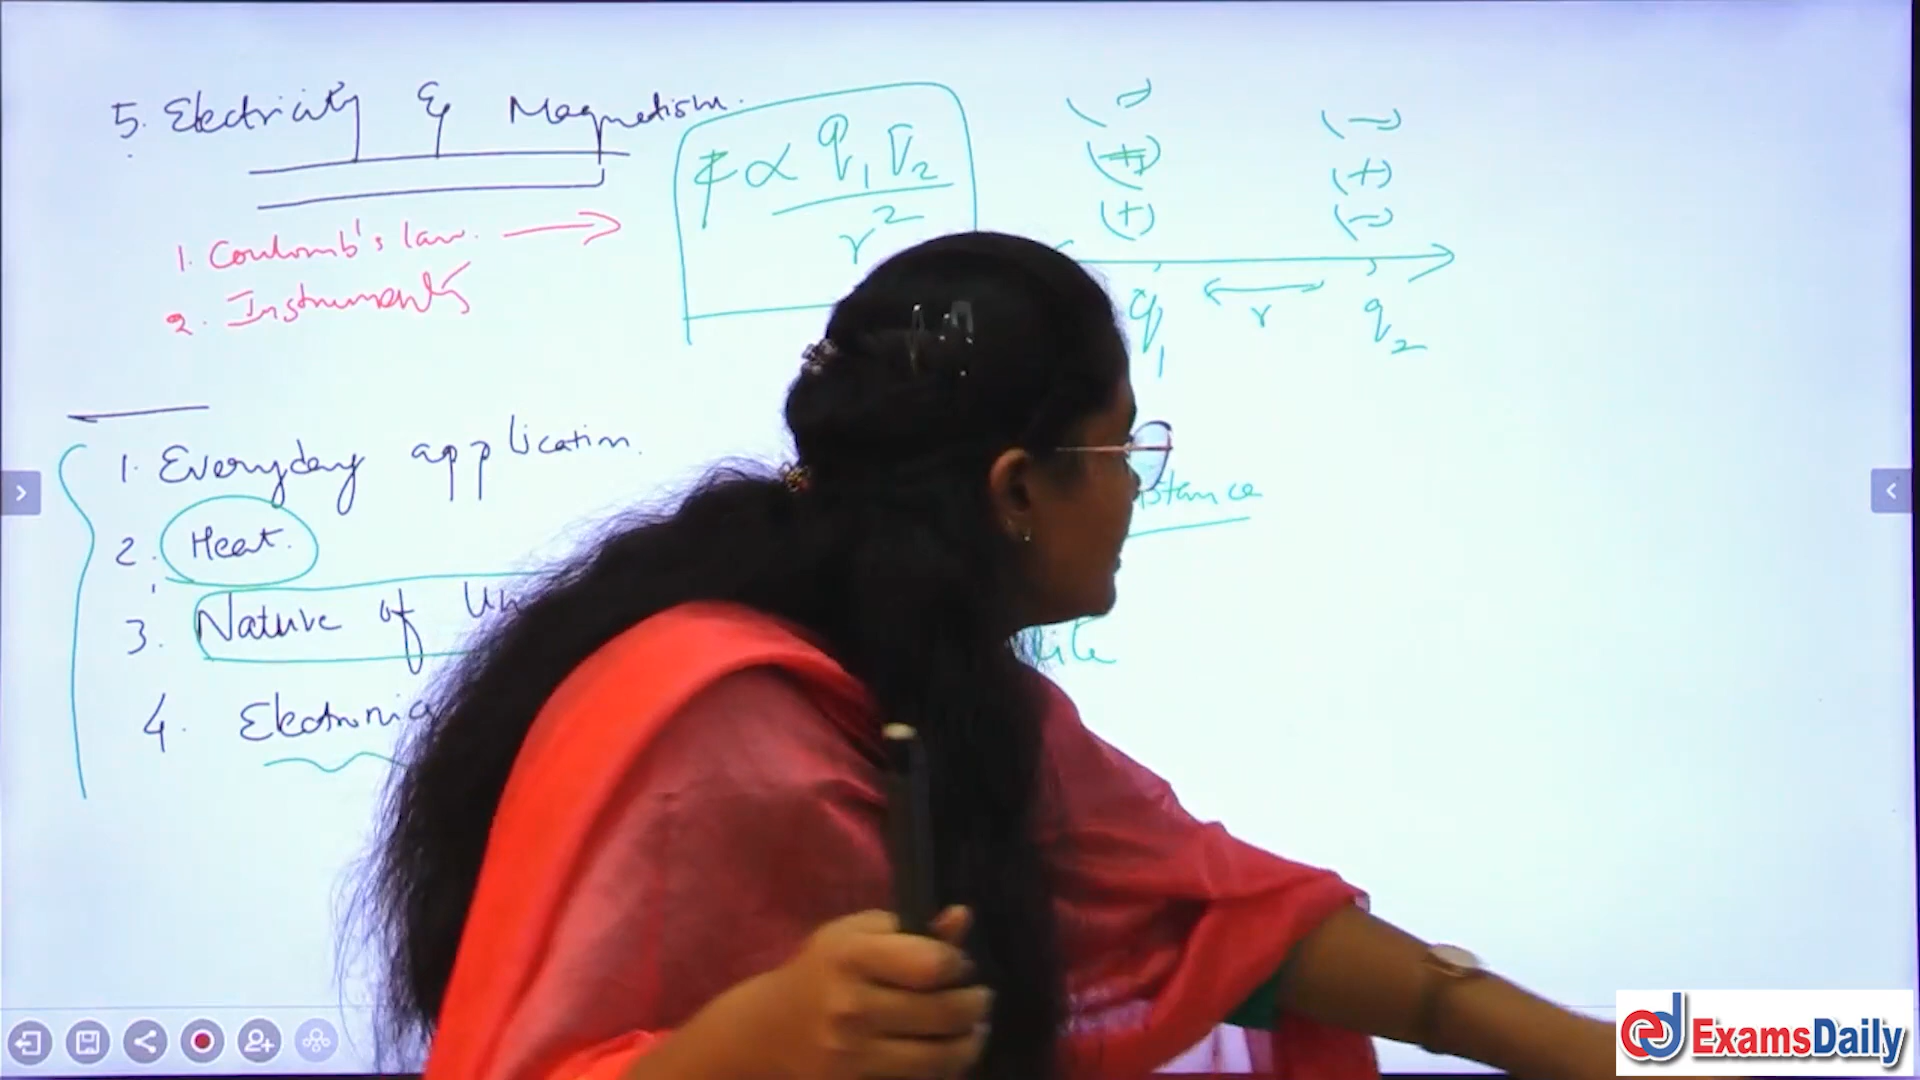 5. Electricity & Magnetism.
F ∝ q1 q2
r2
1. Coulomb's law.
2. Instruments
(-)
(+) (+)
(+) (-)
q1 r q2
1. Everyday application.
2. Heat.
3. Nature of
4.
ExamsDaily